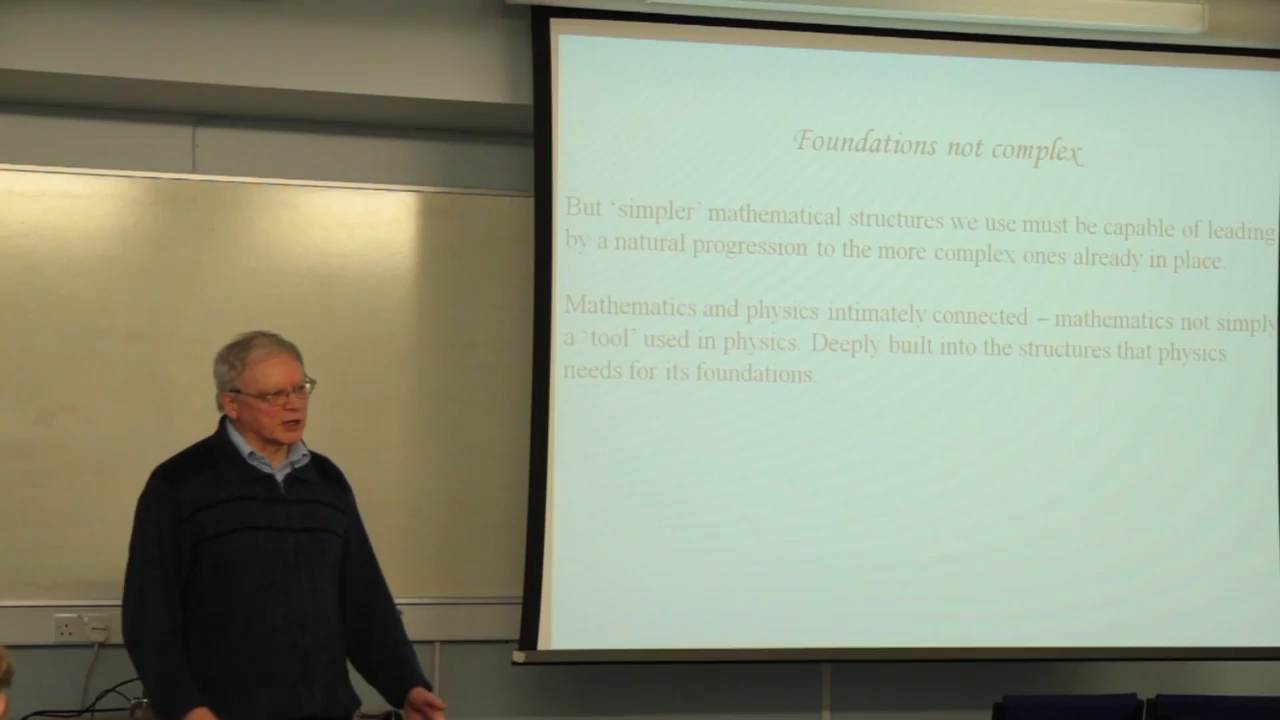 Foundations not complex
But ‘simpler’ mathematical structures we use must be capable of leading
by a natural progression to the more complex ones already in place.
Mathematics and physics intimately connected – mathematics not simply
a ‘tool’ used in physics. Deeply built into the structures that physics
needs for its foundations.